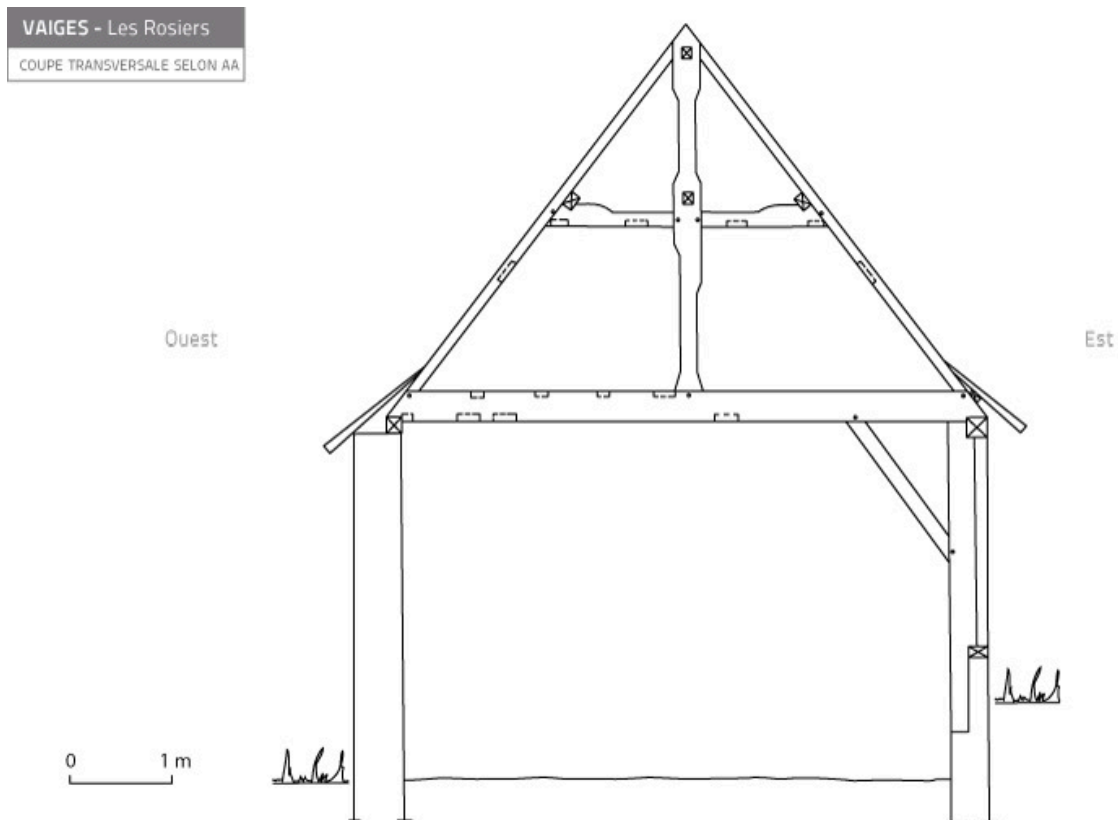 VAIGES - Les Rosiers
COUPE TRANSVERSALE SELON AA
Ouest
Est
0 1 m